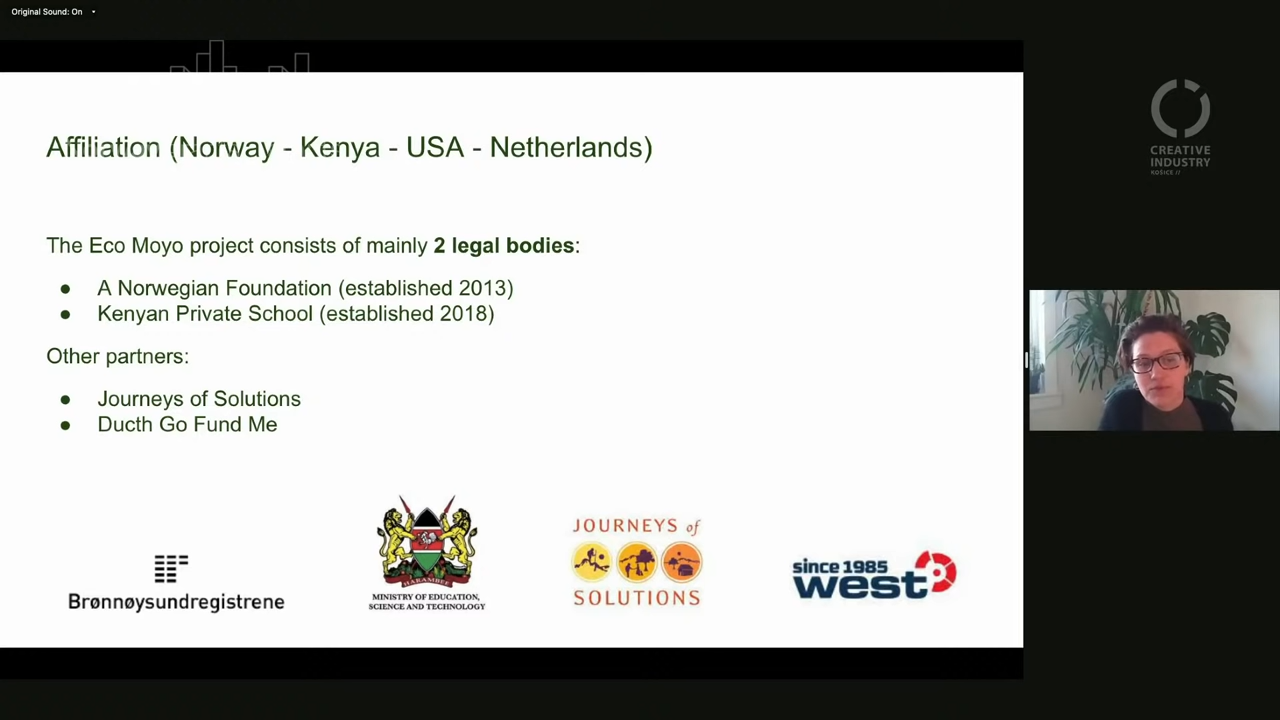 Original Sound: On
Affiliation (Norway - Kenya - USA - Netherlands)
The Eco Moyo project consists of mainly 2 legal bodies:
● A Norwegian Foundation (established 2013)
● Kenyan Private School (established 2018)
Other partners:
● Journeys of Solutions
● Ducth Go Fund Me
Brønnøysundregistrene
HARAMBEE
MINISTRY OF EDUCATION,
SCIENCE AND TECHNOLOGY
JOURNEYS of
SOLUTIONS
since 1985
west
CREATIVE
INDUSTRY
KOŠICE //